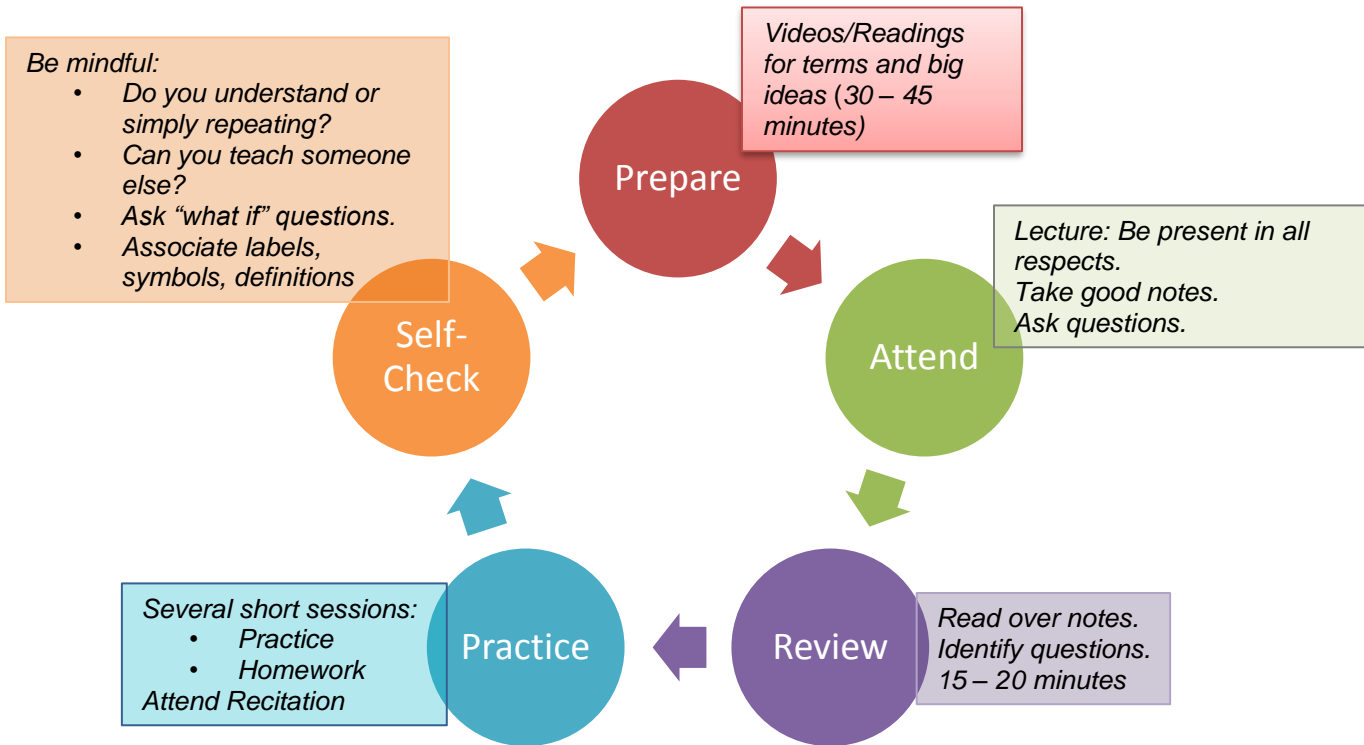 Prepare
Videos/Readings
for terms and big
ideas (30 – 45
minutes)
Attend
Lecture: Be present in all
respects.
Take good notes.
Ask questions.
Review
Read over notes.
Identify questions.
15 – 20 minutes
Practice
Several short sessions:
• Practice
• Homework
Attend Recitation
Self-
Check
Be mindful:
• Do you understand or
simply repeating?
• Can you teach someone
else?
• Ask “what if” questions.
• Associate labels,
symbols, definitions